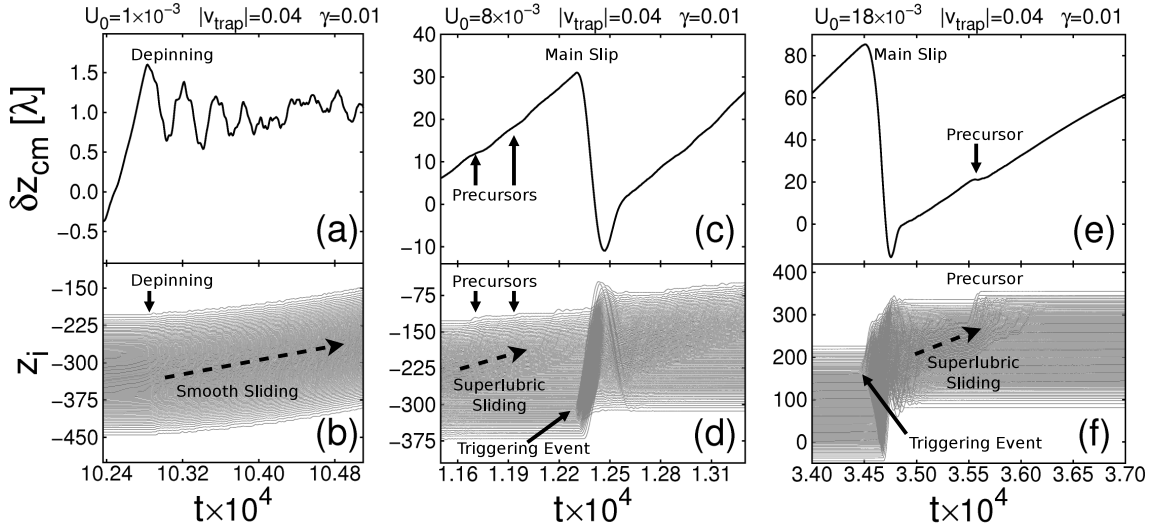 U₀=1×10⁻³ |v_trap|=0.04 γ=0.01
Depinning
1.5
1.0
0.5
0.0
−0.5
δz_cm [λ]
(a)
Depinning
−150
−225
−300
−375
−450
z_i
Smooth Sliding
(b)
10.24 10.32 10.40 10.48
t×10⁴
U₀=8×10⁻³ |v_trap|=0.04 γ=0.01
Main Slip
40
30
20
10
0
−10
Precursors
(c)
Precursors
−75
−150
−225
−300
−375
Superlubric
Sliding
Triggering Event
(d)
1.16 1.19 1.22 1.25 1.28 1.31
t×10⁴
U₀=18×10⁻³ |v_trap|=0.04 γ=0.01
Main Slip
80
60
40
20
0
Precursor
(e)
Precursor
400
300
200
100
0
Superlubric
Sliding
Triggering Event
(f)
3.40 3.45 3.50 3.55 3.60 3.65 3.70
t×10⁴